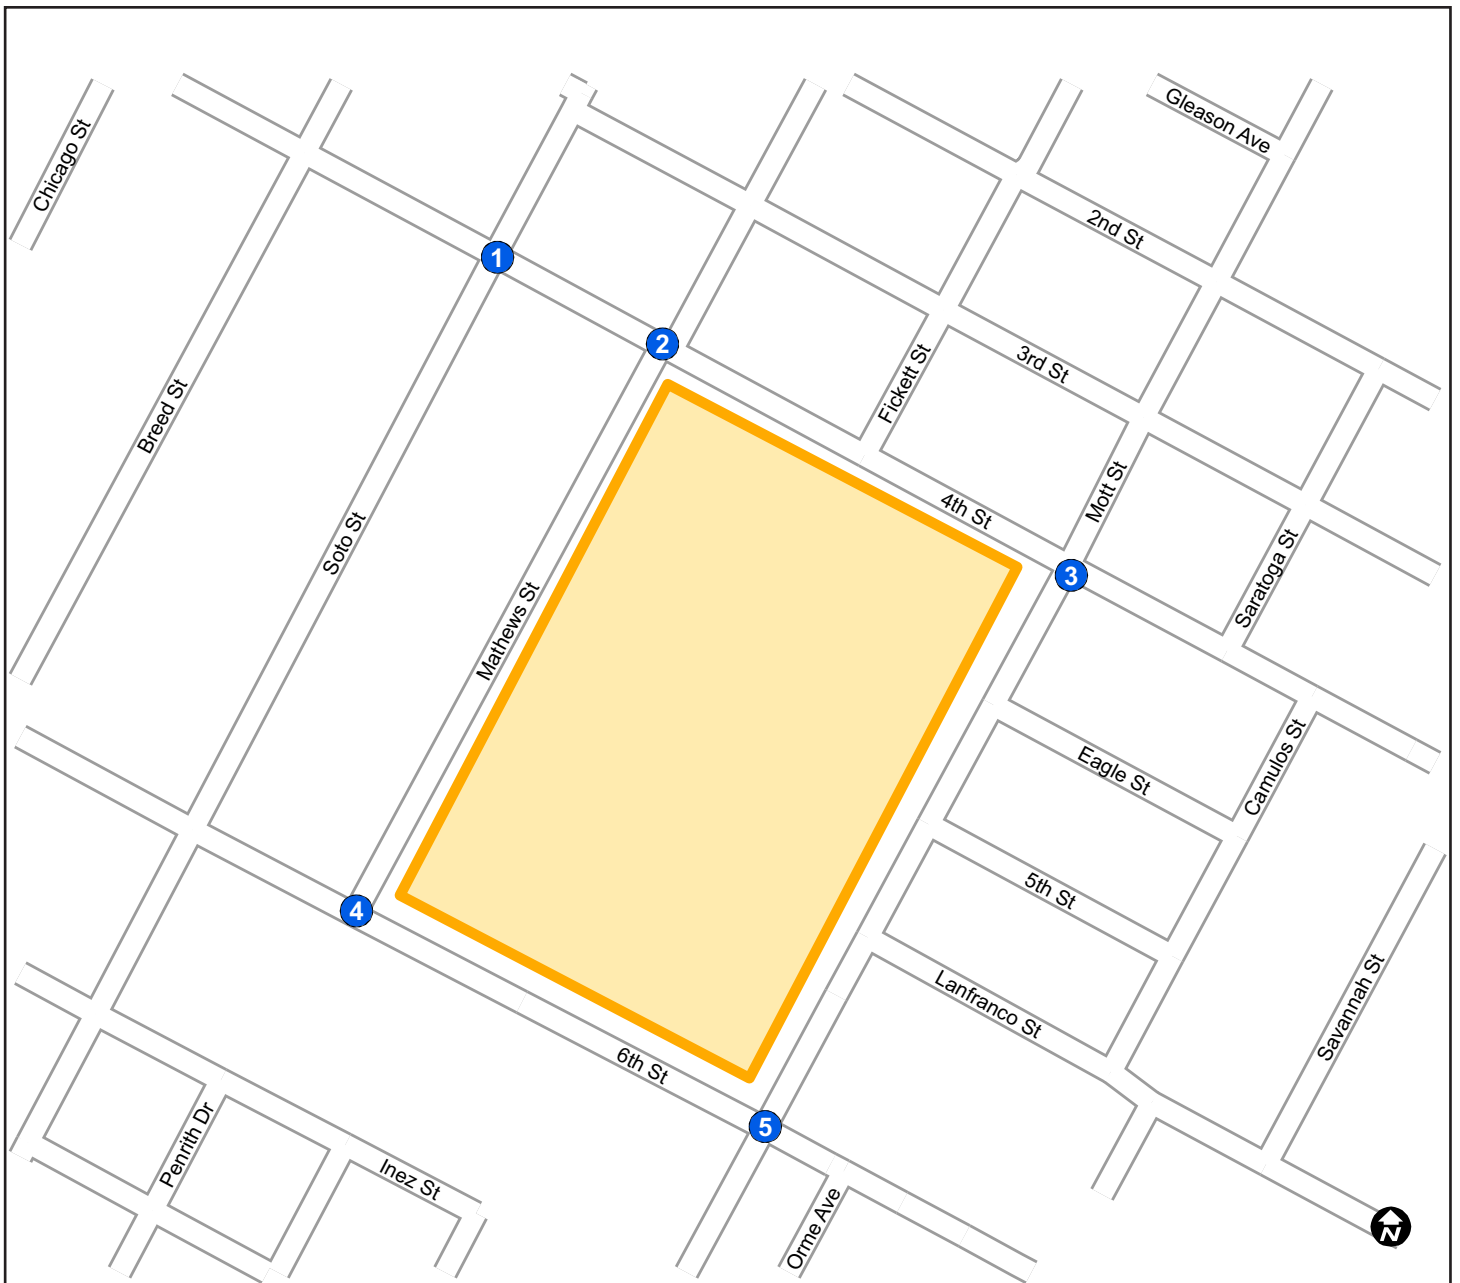 Gleason Ave
Chicago St
2nd St
1
2
3rd St
Fickett St
Breed St
Mott St
4th St
Soto St
3
Saratoga St
Mathews St
Eagle St
Camulos St
5th St
4
Lanfranco St
Savannah St
6th St
5
Penrith Dr
Inez St
Orme Ave
N